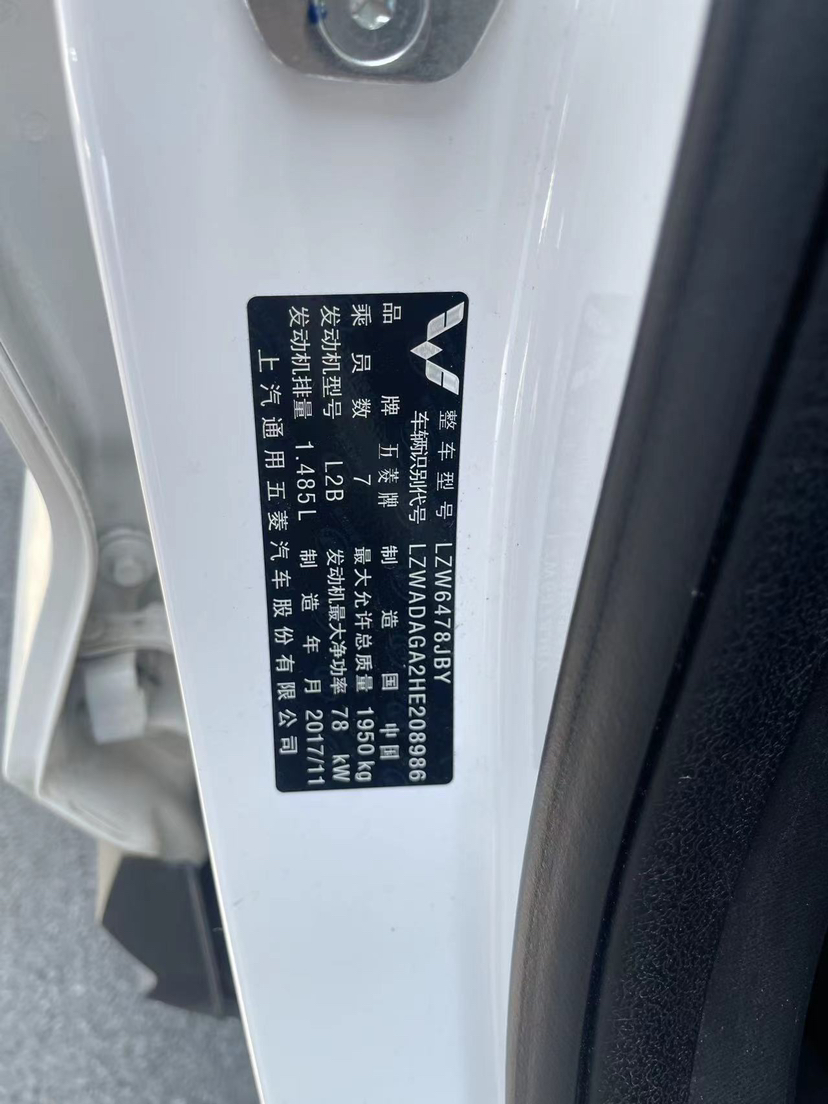 整车型号 LZW6478JBY
车辆识别代号 LZWADAGA2HE208986
品牌 五菱牌 制造国 中国
乘员数 7 最大允许总质量 1950kg
发动机型号 L2B 发动机最大净功率 78 kW
发动机排量 1.485L 制造年月 2017/11
上汽通用五菱汽车股份有限公司